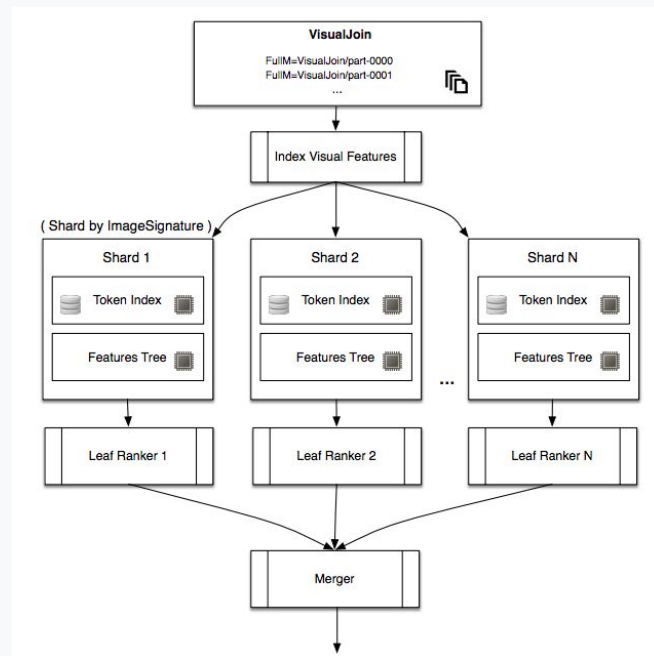 VisualJoin
FullM=VisualJoin/part-0000
FullM=VisualJoin/part-0001
...
Index Visual Features
( Shard by ImageSignature )
Shard 1
Token Index
Features Tree
Shard 2
Token Index
Features Tree
...
Shard N
Token Index
Features Tree
Leaf Ranker 1
Leaf Ranker 2
Leaf Ranker N
Merger